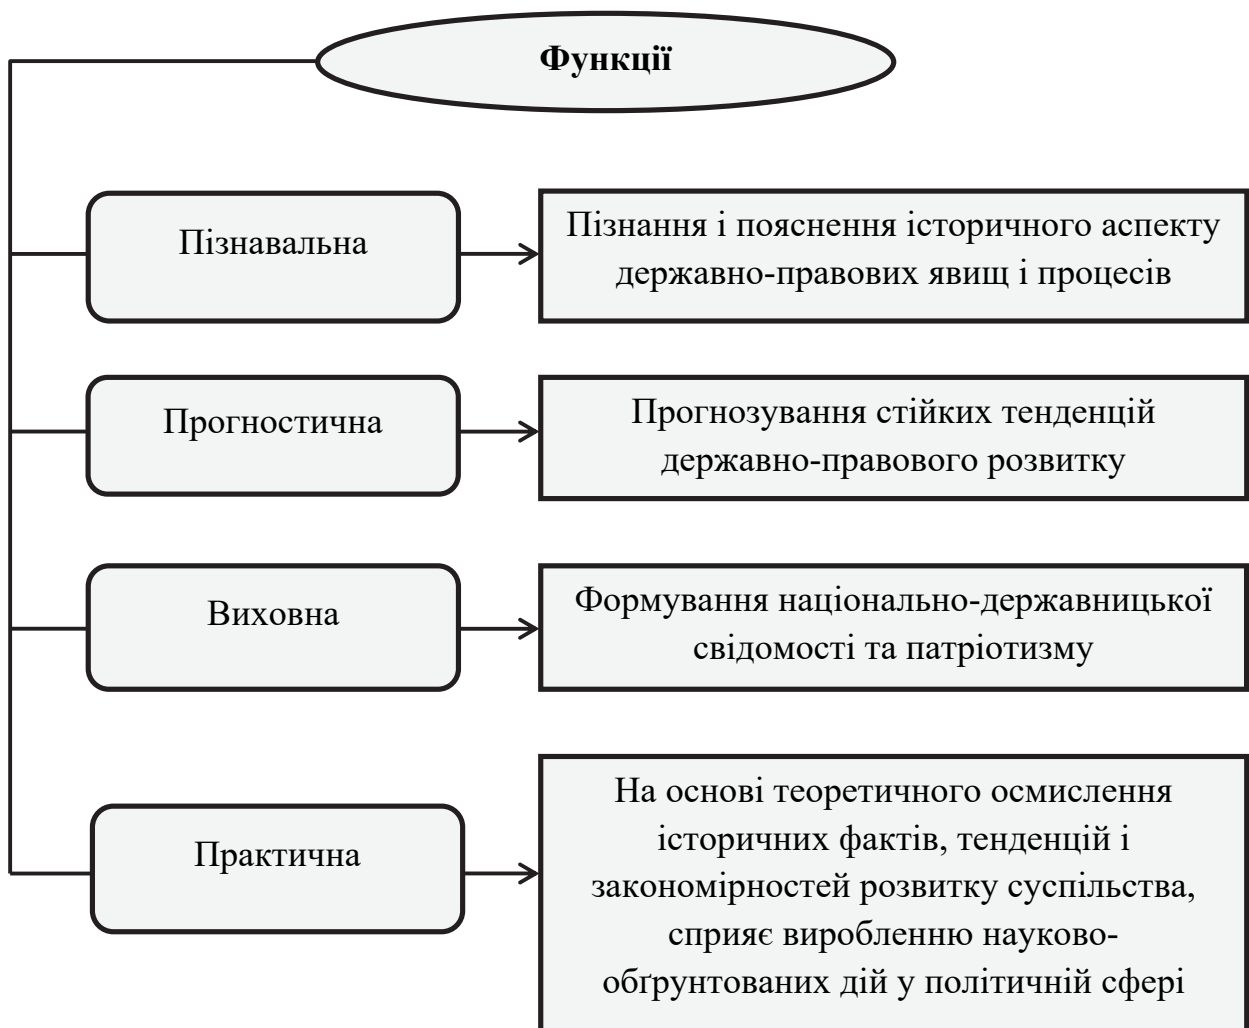 Функції
Пізнавальна
Пізнання і пояснення історичного аспекту
державно-правових явищ і процесів
Прогностична
Прогнозування стійких тенденцій
державно-правового розвитку
Виховна
Формування національно-державницької
свідомості та патріотизму
Практична
На основі теоретичного осмислення
історичних фактів, тенденцій і
закономірностей розвитку суспільства,
сприяє виробленню науково-
обґрунтованих дій у політичній сфері